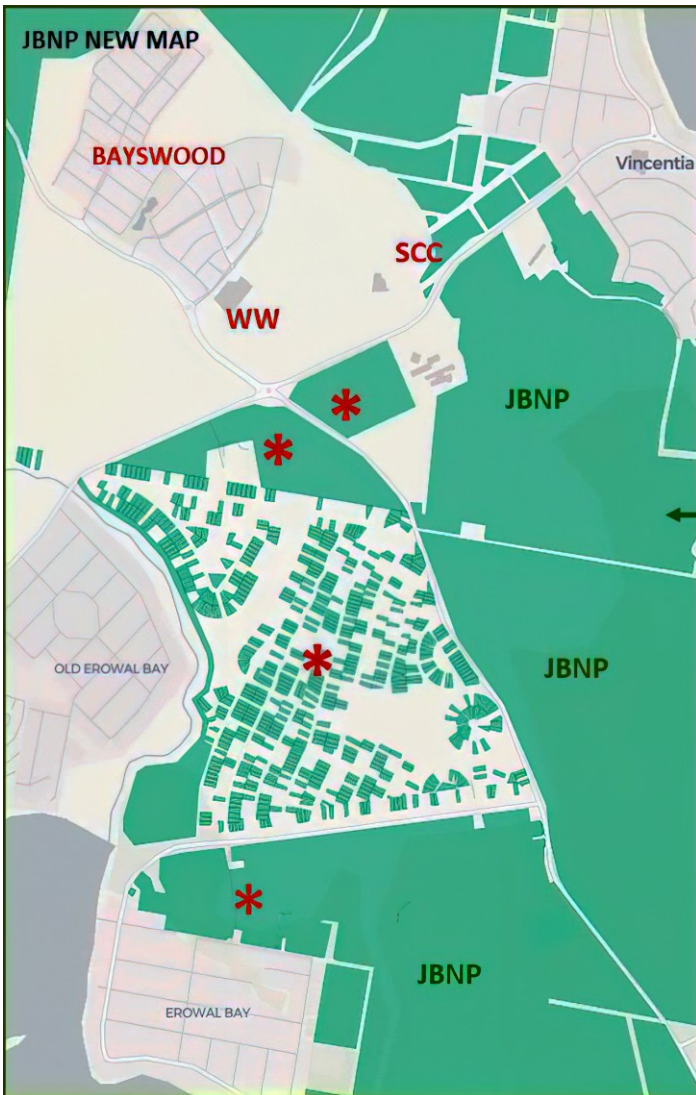 JBNP NEW MAP
BAYSWOOD
Vincentia
SCC
WW
*
JBNP
*
JBNP
*
OLD EROWAL BAY
*
JBNP
EROWAL BAY